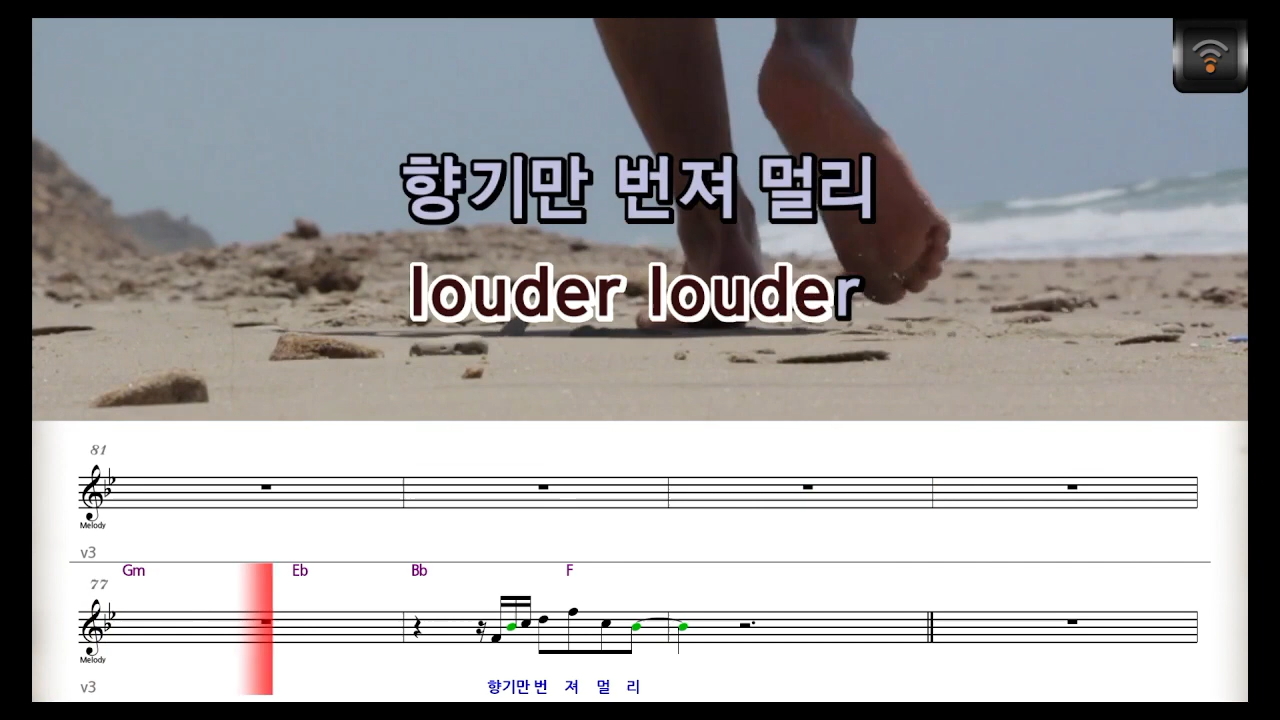 향기만 번져 멀리
louder louder
81
Melody
v3
Gm Eb Bb F
77
Melody
v3
향기만 번 져 멀 리